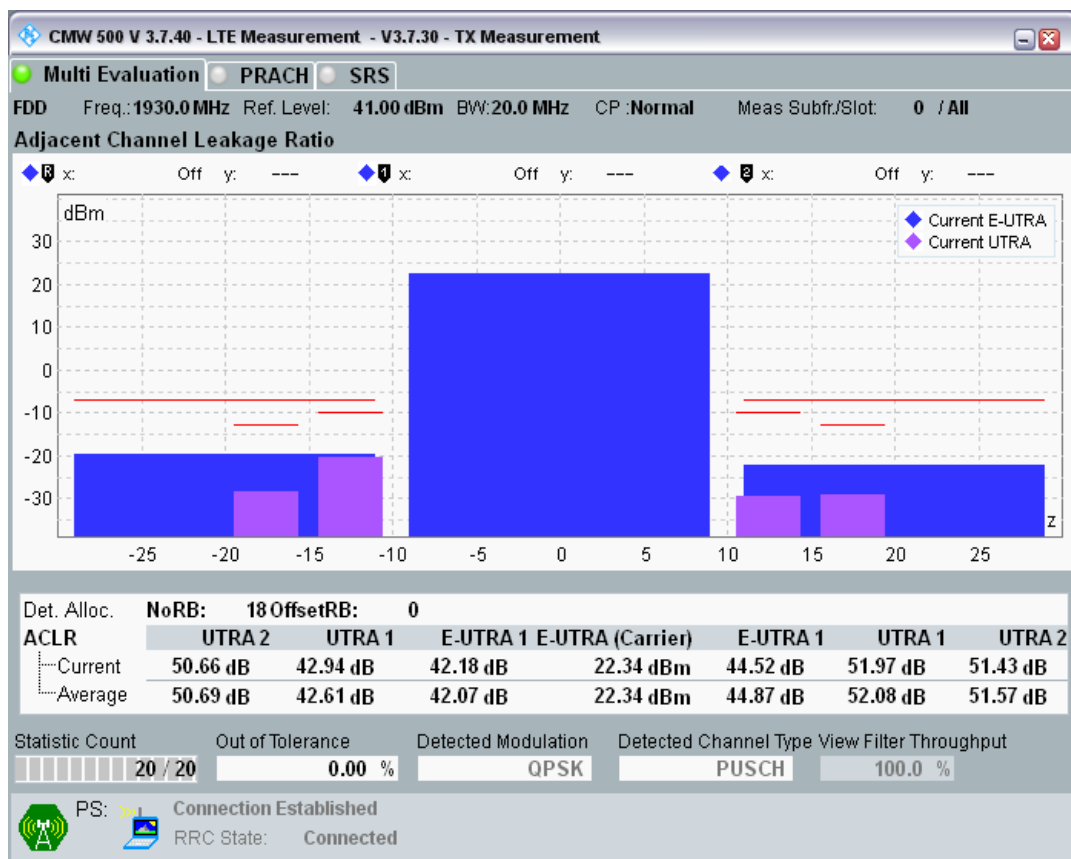 CMW 500 V 3.7.40 - LTE Measurement - V3.7.30 - TX Measurement
Multi Evaluation PRACH SRS
FDD Freq.: 1930.0 MHz Ref. Level: 41.00 dBm BW: 20.0 MHz CP : Normal Meas Subfr./Slot: 0 / All
Adjacent Channel Leakage Ratio
R x: Off y: --- 1 x: Off y: --- 2 x: Off y: ---
dBm
Current E-UTRA
Current UTRA
30
20
10
0
-10
-20
-30
z
-25 -20 -15 -10 -5 0 5 10 15 20 25
Det. Alloc. NoRB: 18 OffsetRB: 0
ACLR UTRA 2 UTRA 1 E-UTRA 1 E-UTRA (Carrier) E-UTRA 1 UTRA 1 UTRA 2
Current 50.66 dB 42.94 dB 42.18 dB 22.34 dBm 44.52 dB 51.97 dB 51.43 dB
Average 50.69 dB 42.61 dB 42.07 dB 22.34 dBm 44.87 dB 52.08 dB 51.57 dB
Statistic Count Out of Tolerance Detected Modulation Detected Channel Type View Filter Throughput
20 / 20 0.00 % QPSK PUSCH 100.0 %
PS: Connection Established
RRC State: Connected